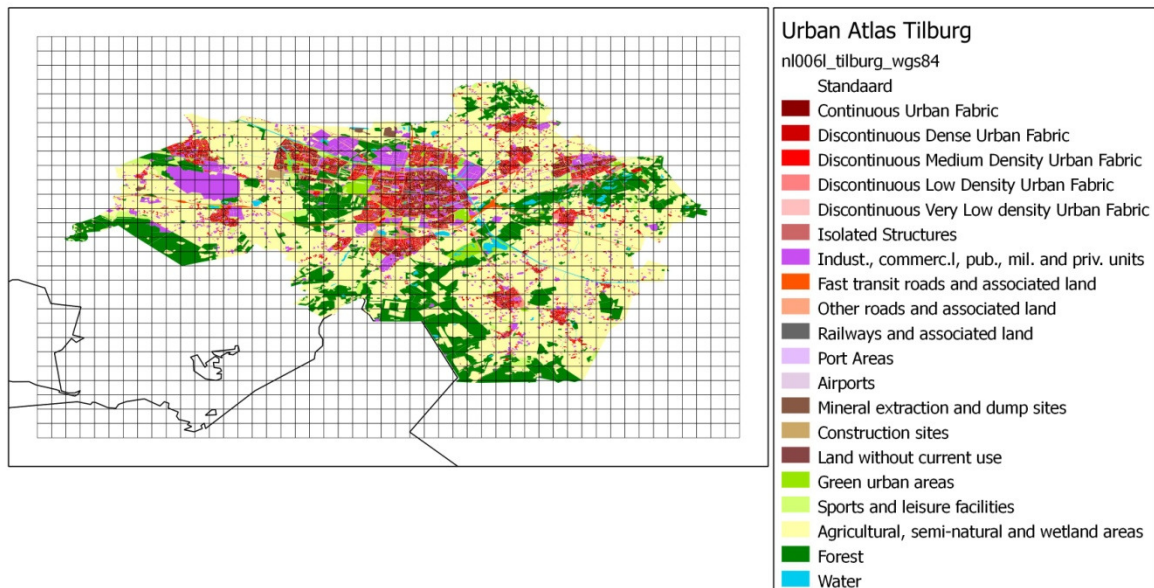 Urban Atlas Tilburg
nl006l_tilburg_wgs84
Standaard
Continuous Urban Fabric
Discontinuous Dense Urban Fabric
Discontinuous Medium Density Urban Fabric
Discontinuous Low Density Urban Fabric
Discontinuous Very Low density Urban Fabric
Isolated Structures
Indust., commerc.l, pub., mil. and priv. units
Fast transit roads and associated land
Other roads and associated land
Railways and associated land
Port Areas
Airports
Mineral extraction and dump sites
Construction sites
Land without current use
Green urban areas
Sports and leisure facilities
Agricultural, semi-natural and wetland areas
Forest
Water